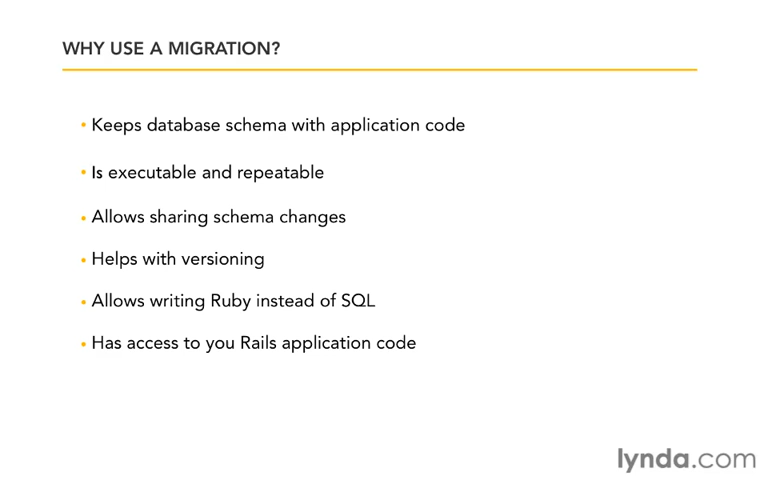 WHY USE A MIGRATION?
• Keeps database schema with application code
• Is executable and repeatable
• Allows sharing schema changes
• Helps with versioning
• Allows writing Ruby instead of SQL
• Has access to you Rails application code
lynda.com